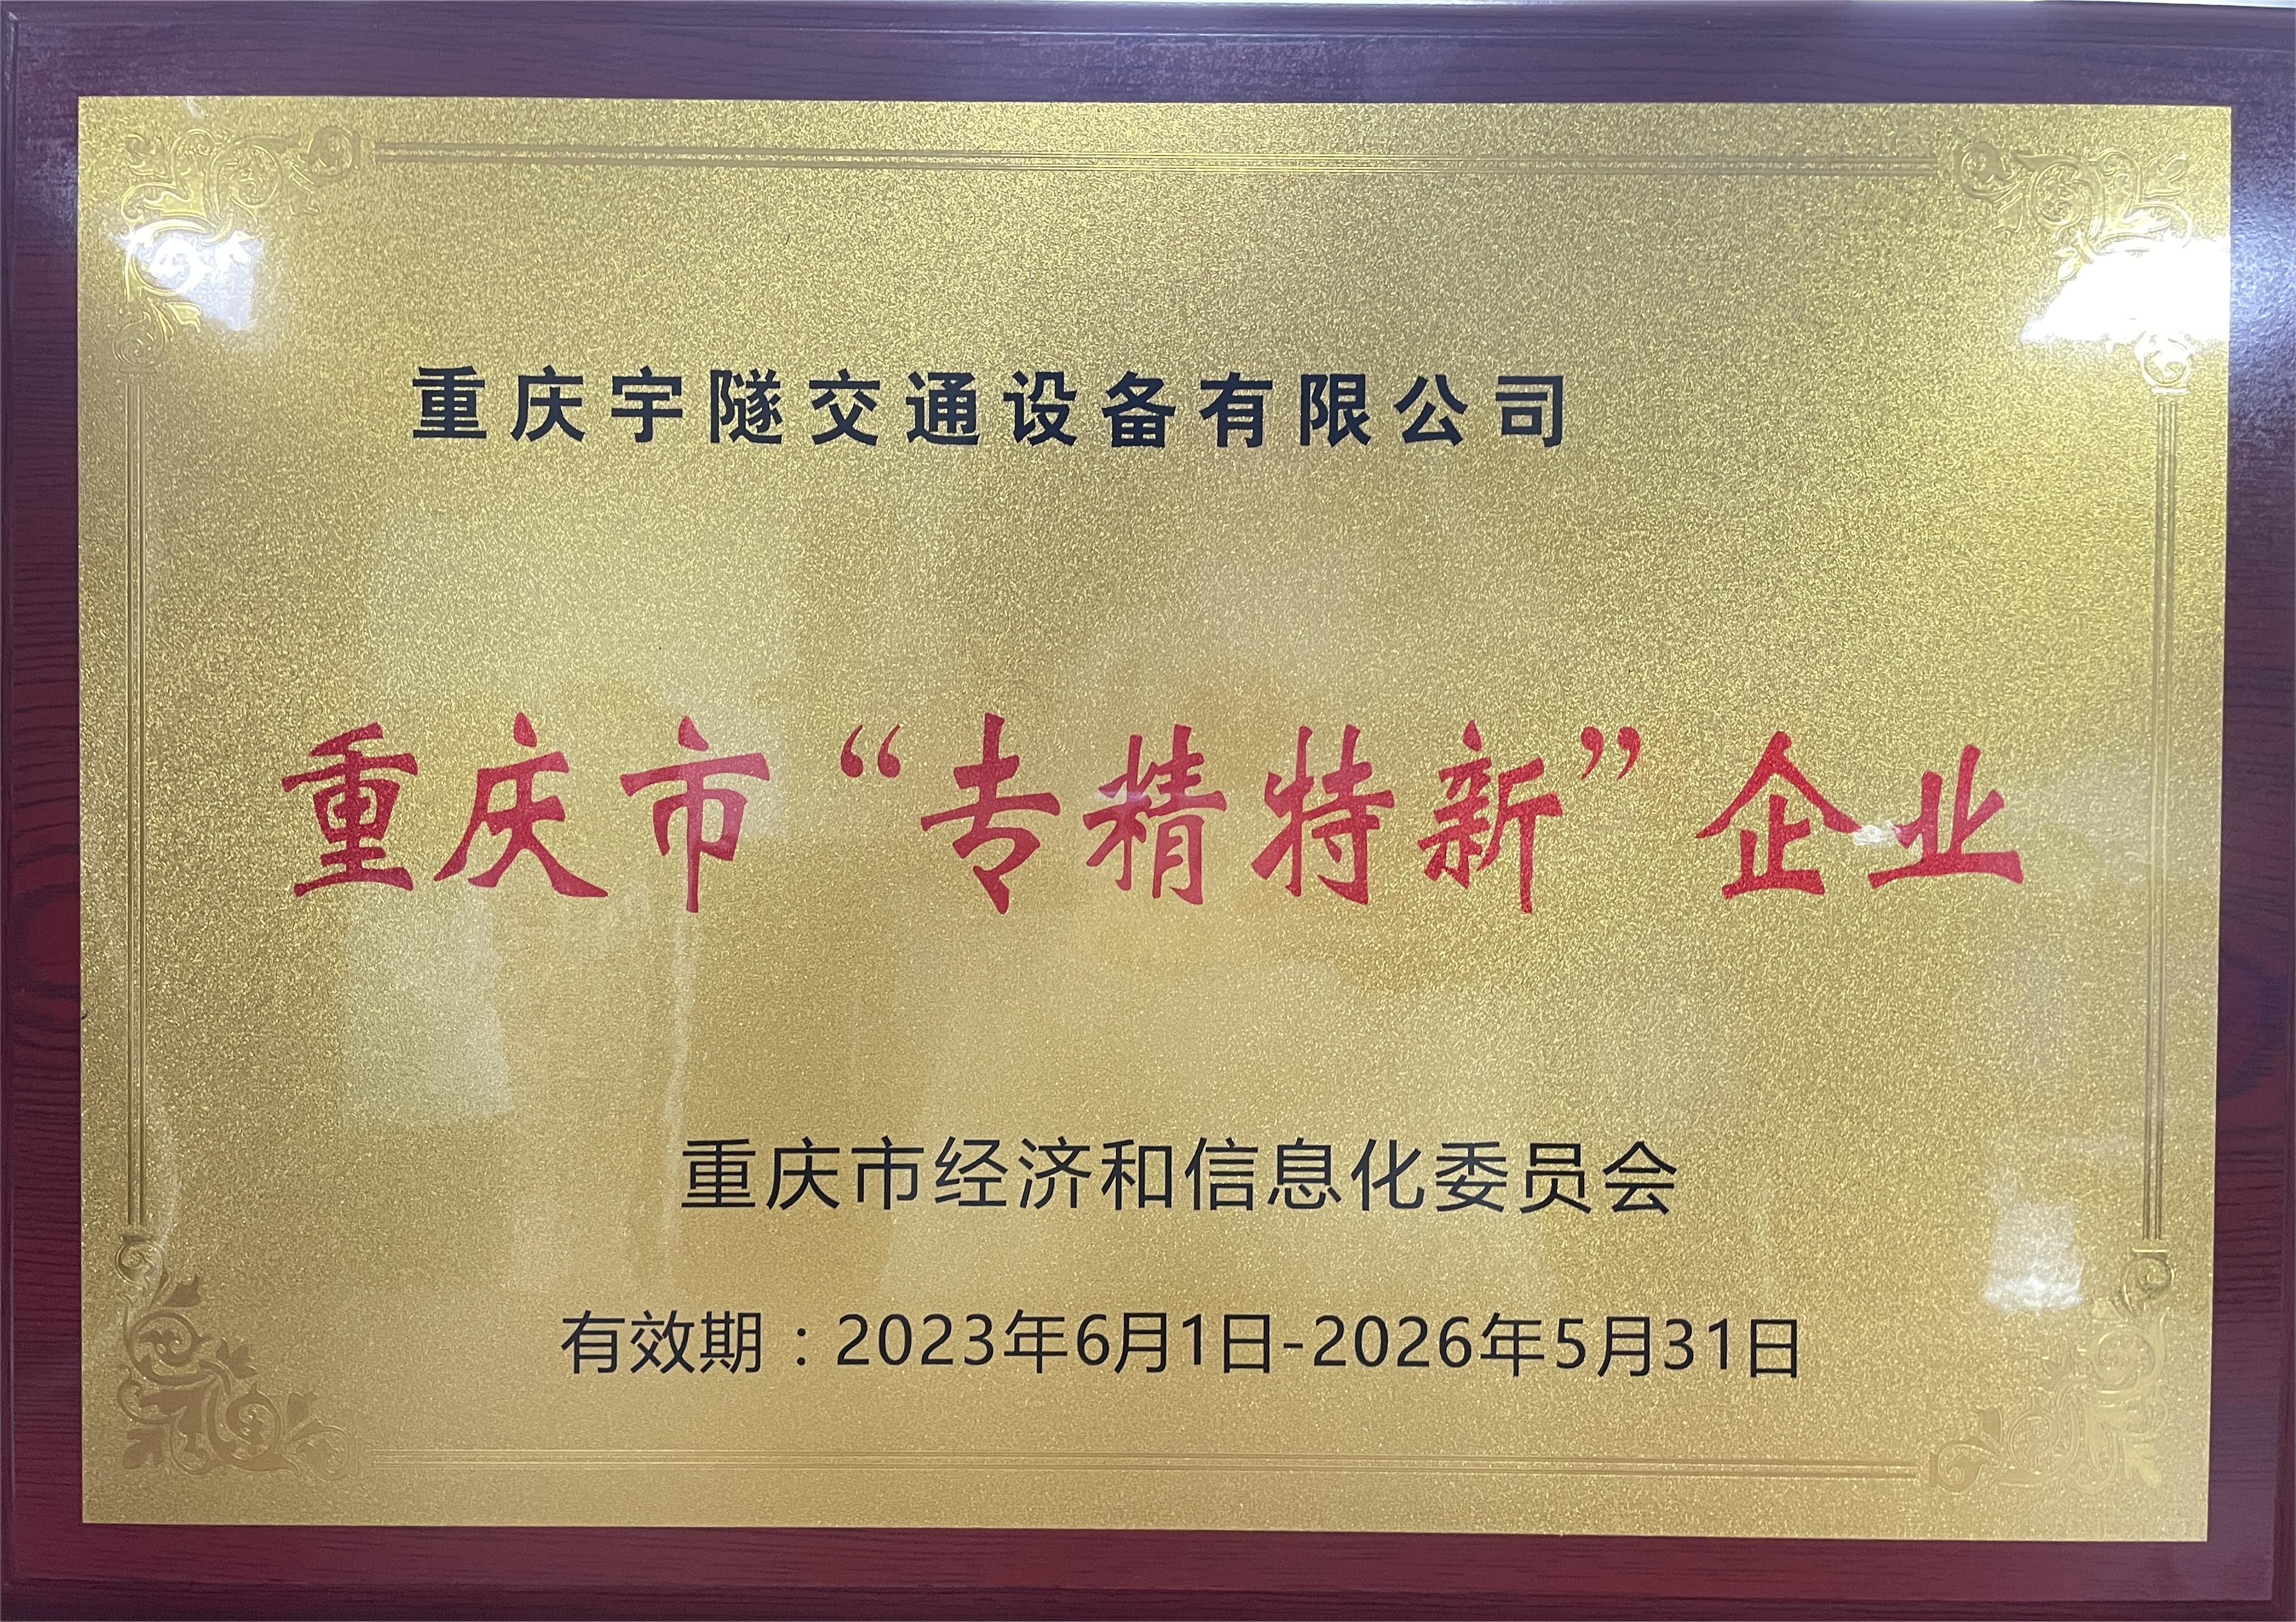 重庆宇隧交通设备有限公司
重庆市“专精特新”企业
重庆市经济和信息化委员会
有效期：2023年6月1日-2026年5月31日